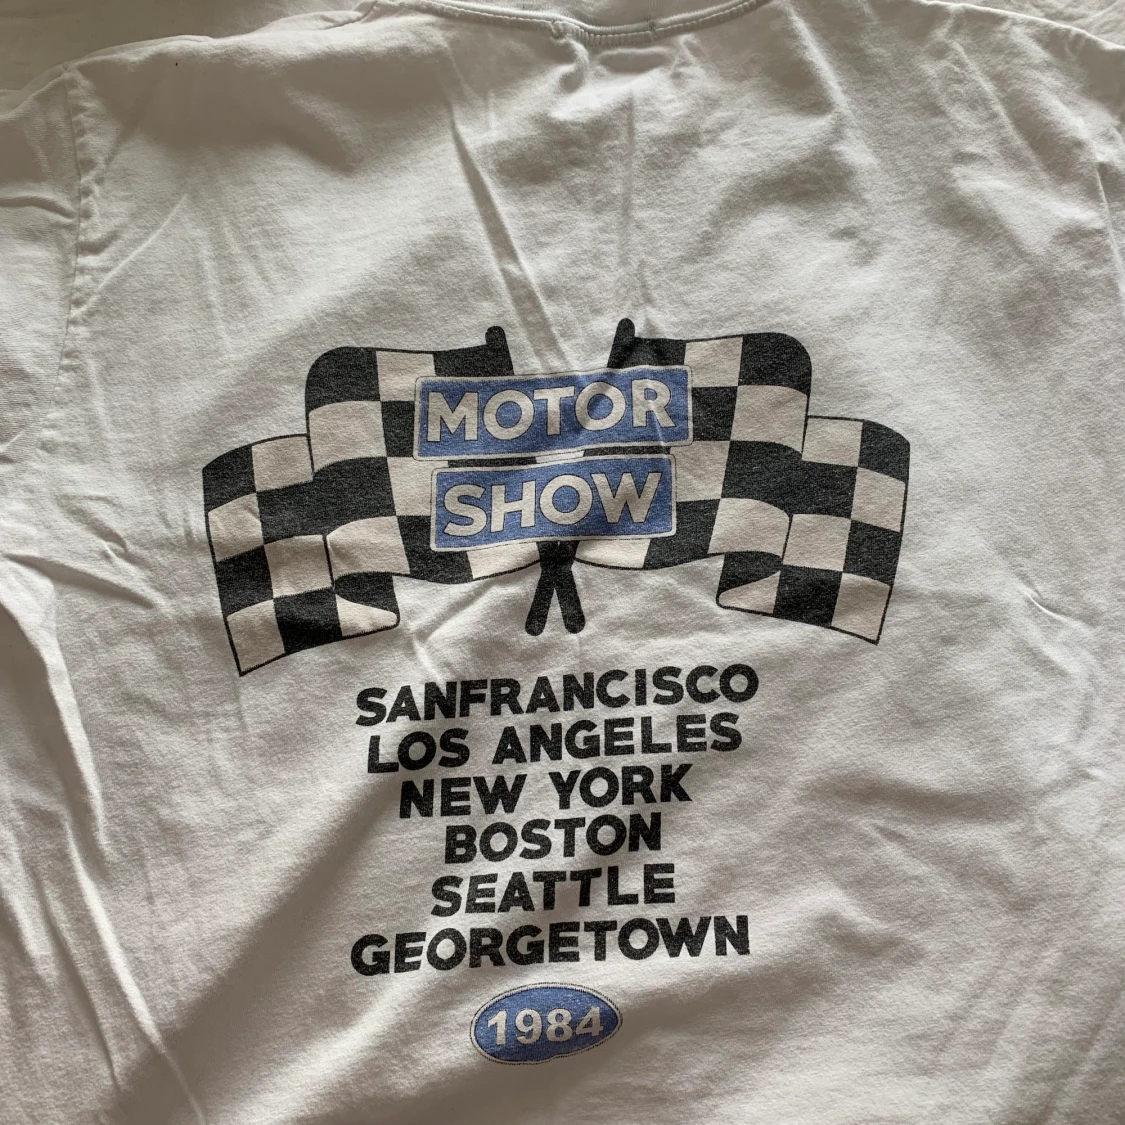 MOTOR
SHOW
SANFRANCISCO
LOS ANGELES
NEW YORK
BOSTON
SEATTLE
GEORGETOWN
1984